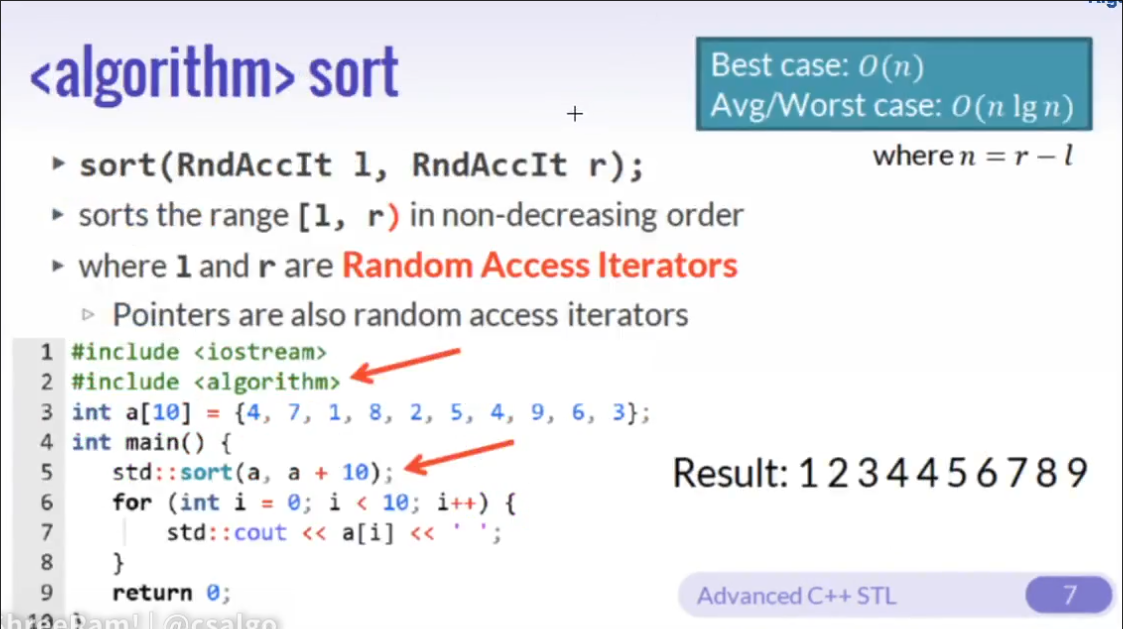 <algorithm> sort
Best case: O(n)
Avg/Worst case: O(n lg n)
where n = r − l
▸ sort(RndAccIt l, RndAccIt r);
▸ sorts the range [l, r) in non-decreasing order
▸ where l and r are Random Access Iterators
▹ Pointers are also random access iterators
1 #include <iostream>
2 #include <algorithm>
3 int a[10] = {4, 7, 1, 8, 2, 5, 4, 9, 6, 3};
4 int main() {
5 std::sort(a, a + 10);
6 for (int i = 0; i < 10; i++) {
7 std::cout << a[i] << ' ';
8 }
9 return 0;
10 }
Result: 1 2 3 4 4 5 6 7 8 9
Advanced C++ STL 7
hreeRam! | @csalgo